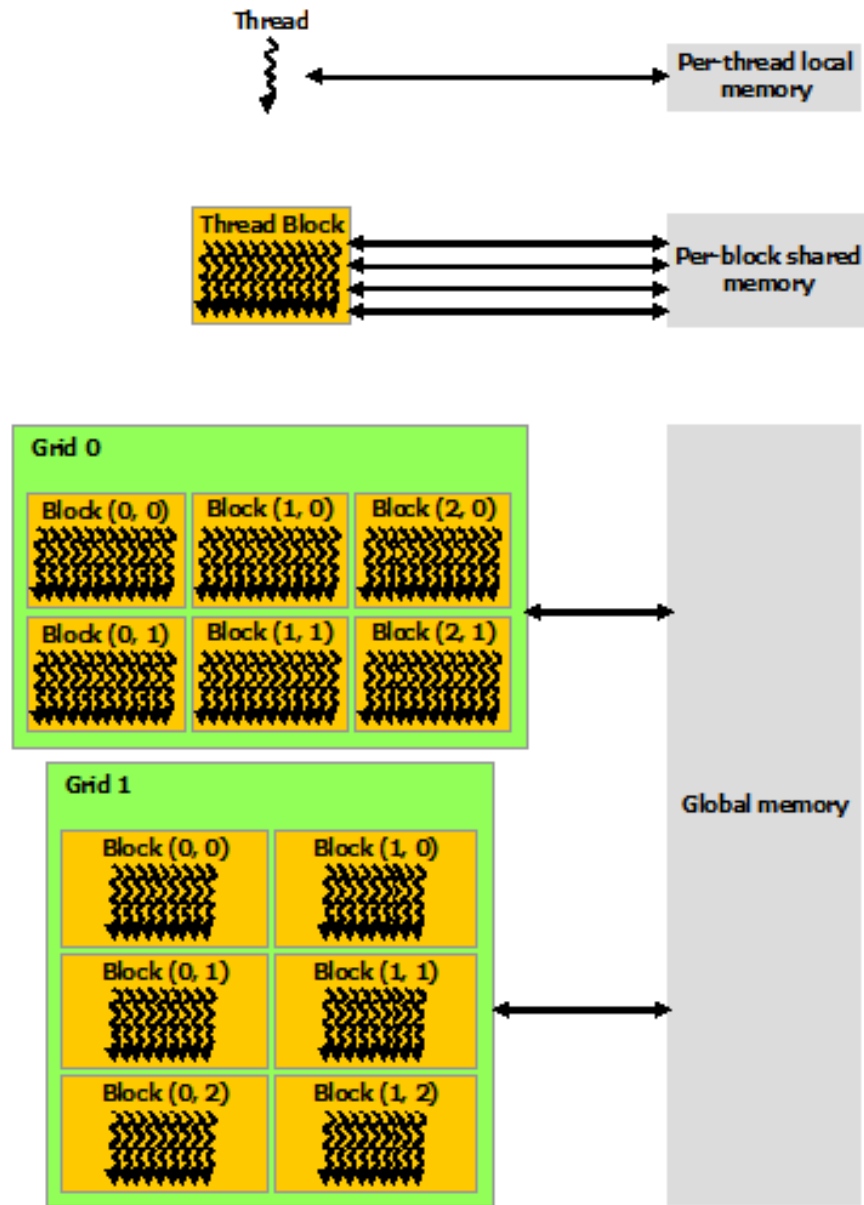 Thread
Per-thread local
memory
Thread Block
Per-block shared
memory
Grid 0
Block (0, 0)
Block (1, 0)
Block (2, 0)
Block (0, 1)
Block (1, 1)
Block (2, 1)
Grid 1
Global memory
Block (0, 0)
Block (1, 0)
Block (0, 1)
Block (1, 1)
Block (0, 2)
Block (1, 2)